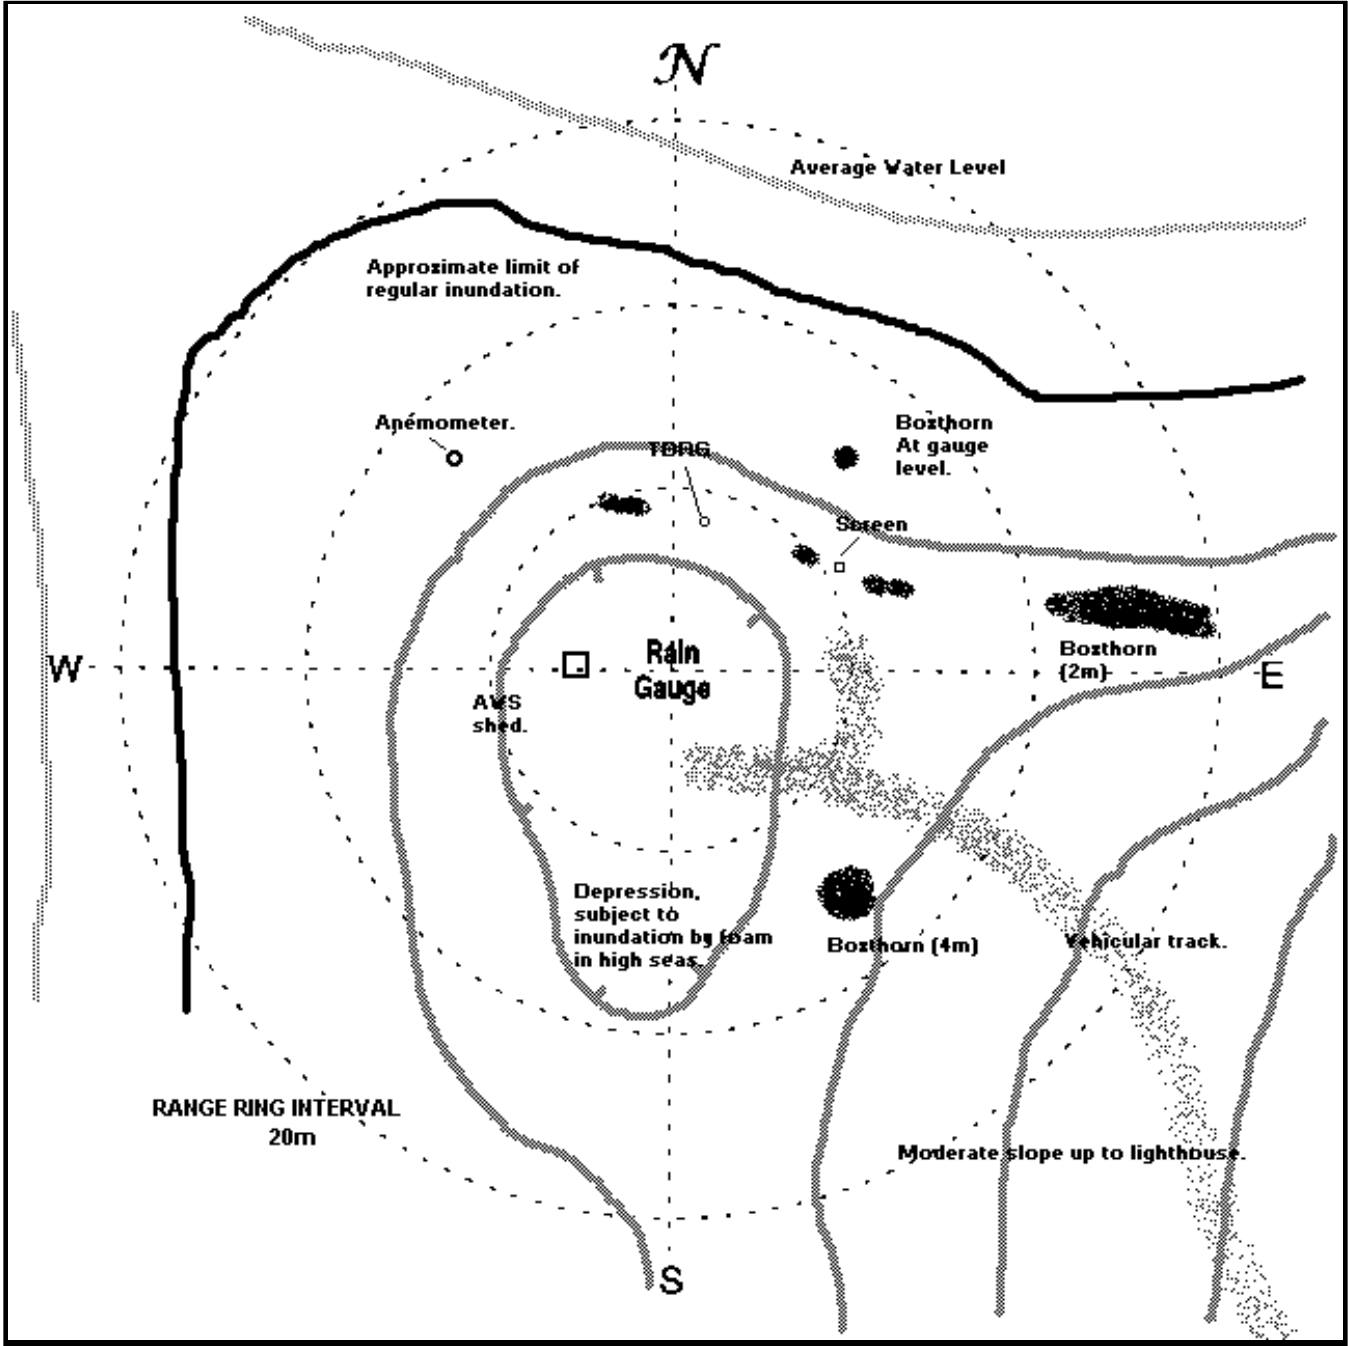 N
Average Water Level
Approximate limit of
regular inundation.
Anemometer.
TBRG
Boxthorn
At gauge
level.
Screen
W
Rain
Gauge
Boxthorn
(2m)
E
AWS
shed.
Depression,
subject to
inundation by foam
in high seas.
Boxthorn (4m)
Vehicular track.
RANGE RING INTERVAL
20m
Moderate slope up to lighthouse.
S